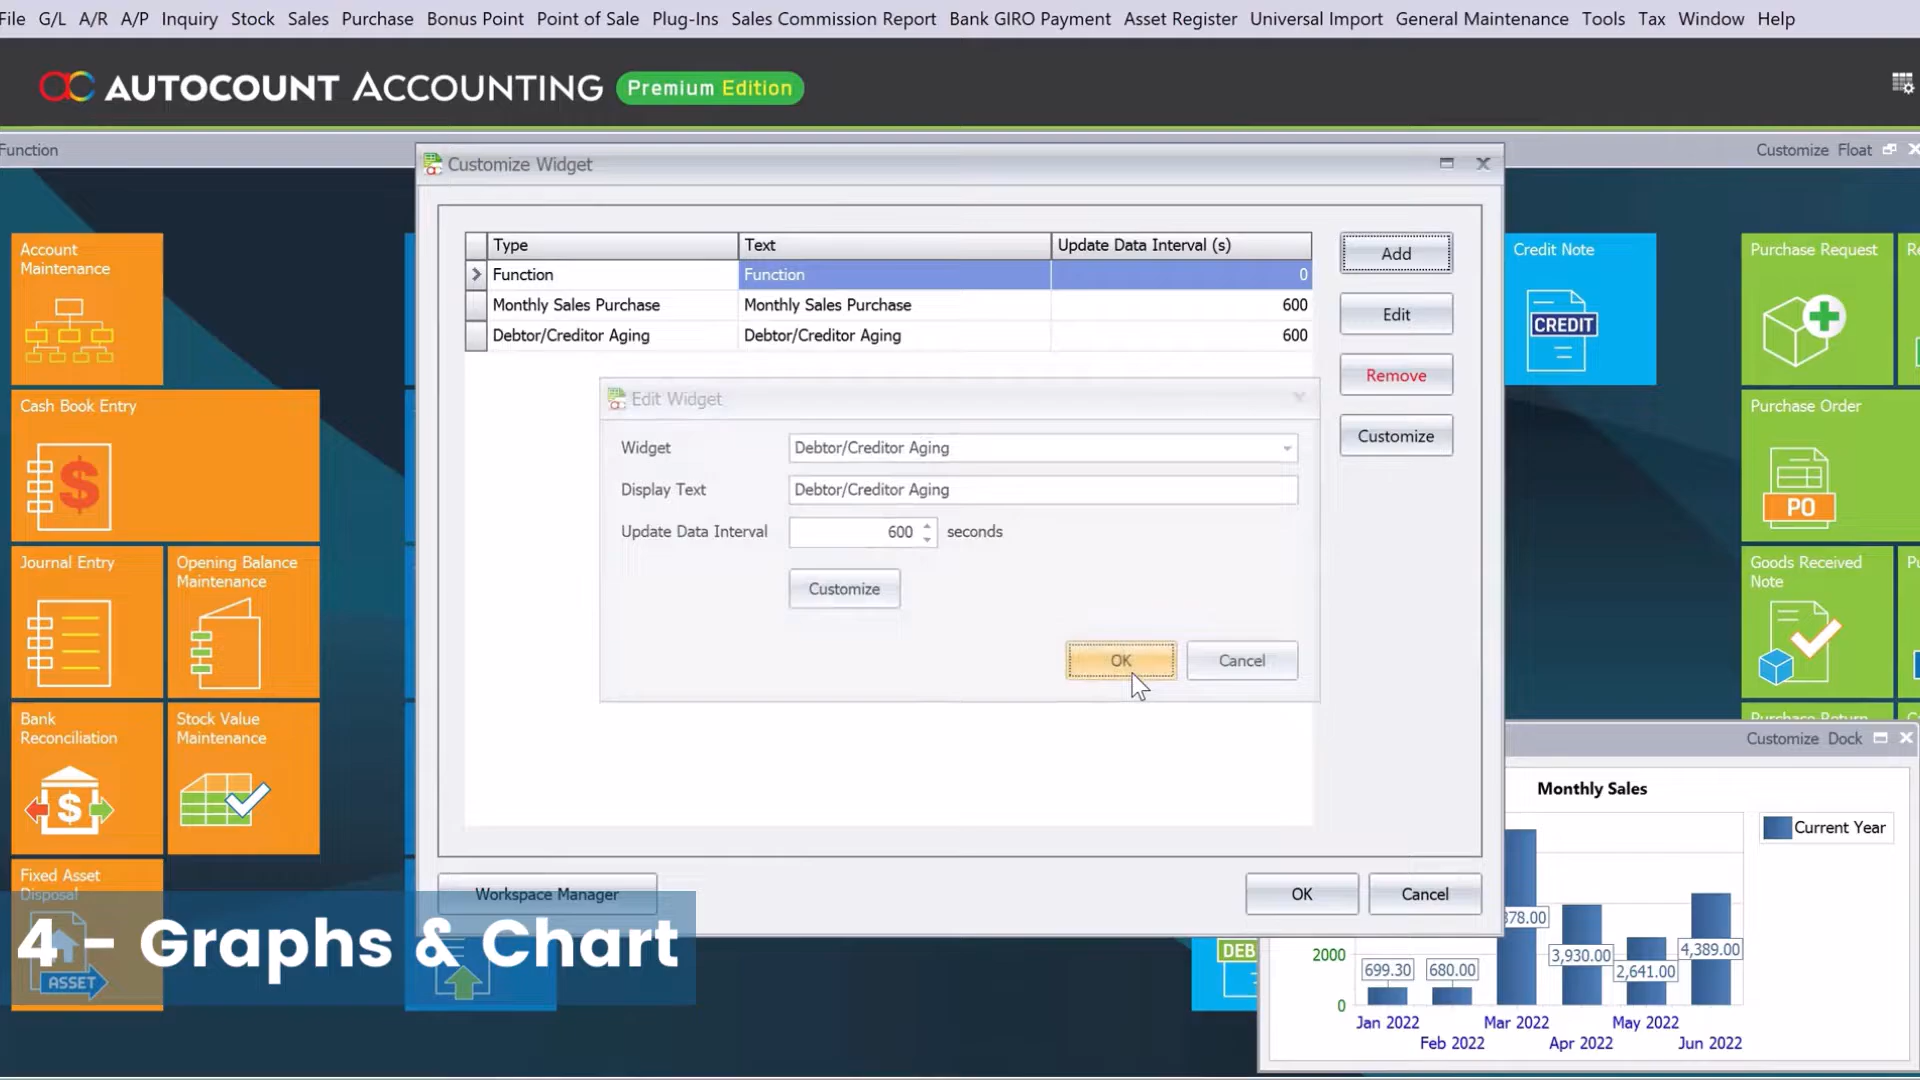 File G/L A/R A/P Inquiry Stock Sales Purchase Bonus Point Point of Sale Plug-Ins Sales Commission Report Bank GIRO Payment Asset Register Universal Import General Maintenance Tools Tax Window Help
AUTOCOUNT ACCOUNTING Premium Edition
Function
Customize Float
Customize Widget
Type Text Update Data Interval (s)
Function Function 0
Monthly Sales Purchase Monthly Sales Purchase 600
Debtor/Creditor Aging Debtor/Creditor Aging 600
Add
Edit
Remove
Customize
Edit Widget
Widget Debtor/Creditor Aging
Display Text Debtor/Creditor Aging
Update Data Interval 600 seconds
Customize
OK Cancel
Workspace Manager
OK Cancel
Account
Maintenance
Cash Book Entry
Journal Entry
Opening Balance
Maintenance
Bank
Reconciliation
Stock Value
Maintenance
Fixed Asset
Disposal
ASSET
4 - Graphs & Chart
Credit Note
CREDIT
Purchase Request
Purchase Order
PO
Goods Received
Note
Purchase Return
DEB
Customize Dock
Monthly Sales
Current Year
2000
0
699.30
680.00
378.00
3,930.00
2,641.00
4,389.00
Jan 2022
Feb 2022
Mar 2022
Apr 2022
May 2022
Jun 2022